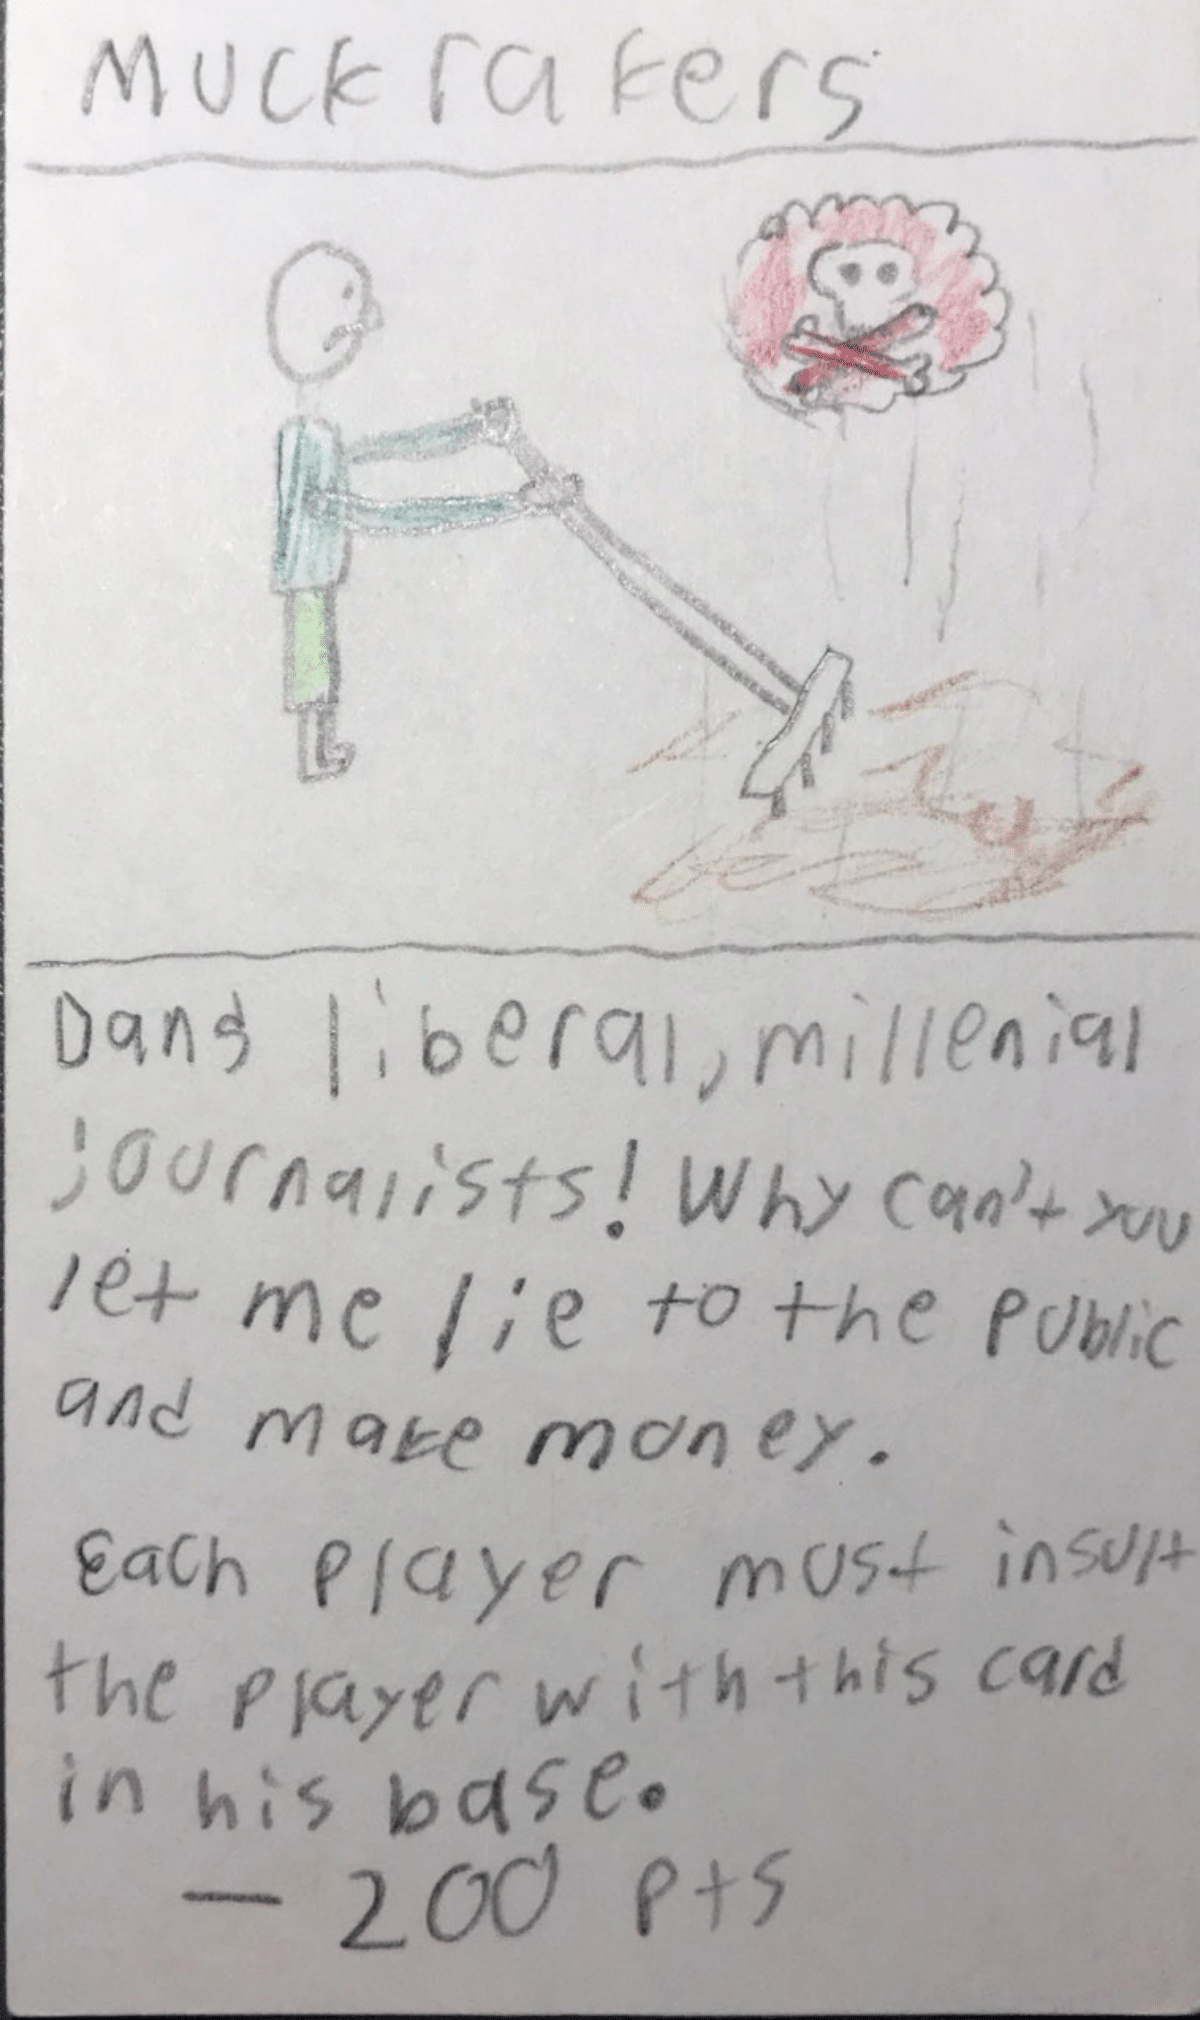 Muckrakers
Dang liberal, millenial
journalists! Why can't you
let me lie to the public
and make money.
Each player must insult
the player with this card
in his base.
- 200 pts